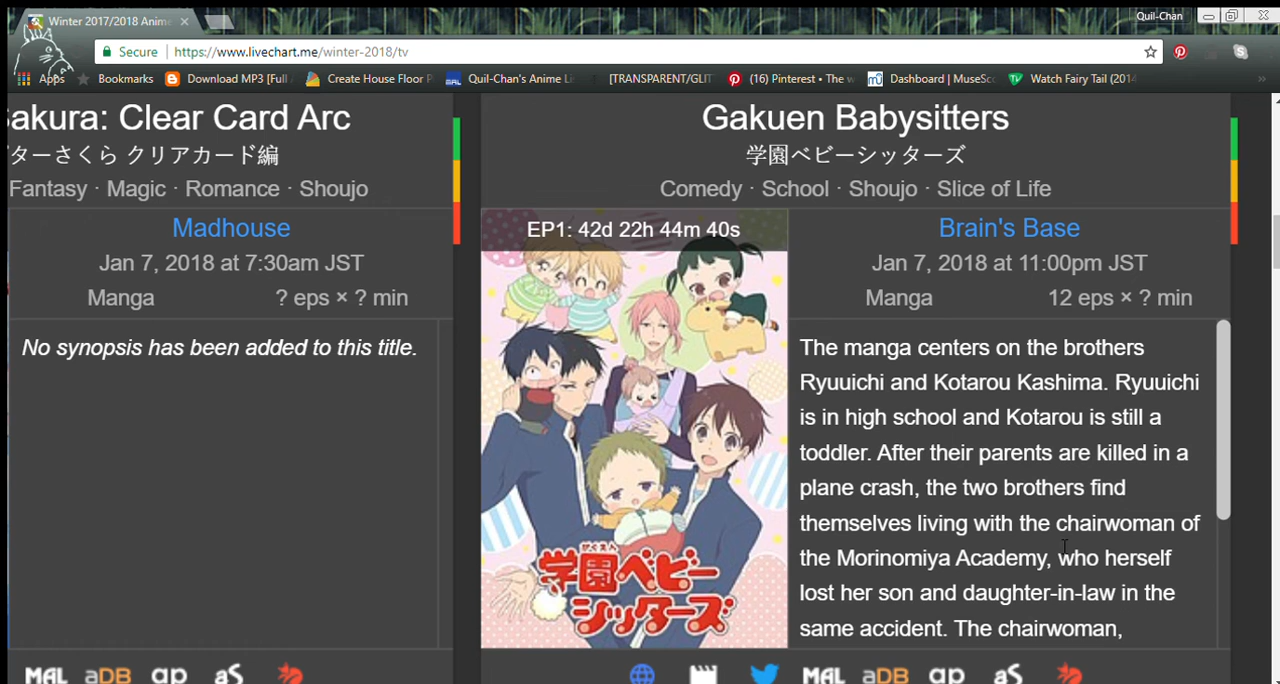 Winter 2017/2018 Anime
Quil-Chan
Secure
https://www.livechart.me/winter-2018/tv
Apps
Bookmarks
Download MP3 [Full
Create House Floor P
Quil-Chan's Anime Li
[TRANSPARENT/GLIT
(16) Pinterest • The w
Dashboard | MuseSc
Watch Fairy Tail (2014
Sakura: Clear Card Arc
ターさくら クリアカード編
Fantasy · Magic · Romance · Shoujo
Madhouse
Jan 7, 2018 at 7:30am JST
Manga
? eps × ? min
No synopsis has been added to this title.
MAL aDB ap aS
Gakuen Babysitters
学園ベビーシッターズ
Comedy · School · Shoujo · Slice of Life
EP1: 42d 22h 44m 40s
がくえん
学園ベビー
シッターズ
Brain's Base
Jan 7, 2018 at 11:00pm JST
Manga
12 eps × ? min
The manga centers on the brothers
Ryuuichi and Kotarou Kashima. Ryuuichi
is in high school and Kotarou is still a
toddler. After their parents are killed in a
plane crash, the two brothers find
themselves living with the chairwoman of
the Morinomiya Academy, who herself
lost her son and daughter-in-law in the
same accident. The chairwoman,
MAL aDB ap aS